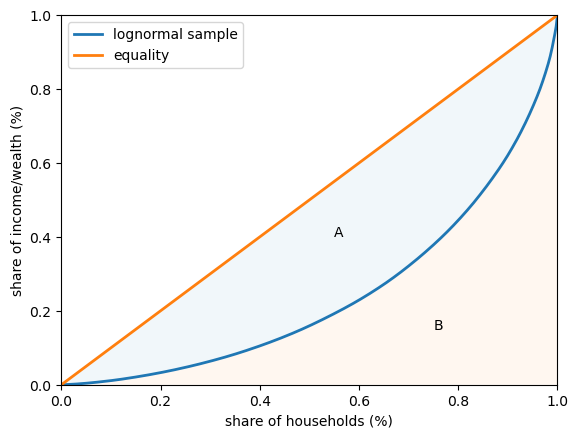 lognormal sample
equality
1.0
0.8
0.6
0.4
0.2
0.0
share of income/wealth (%)
A
B
0.0 0.2 0.4 0.6 0.8 1.0
share of households (%)